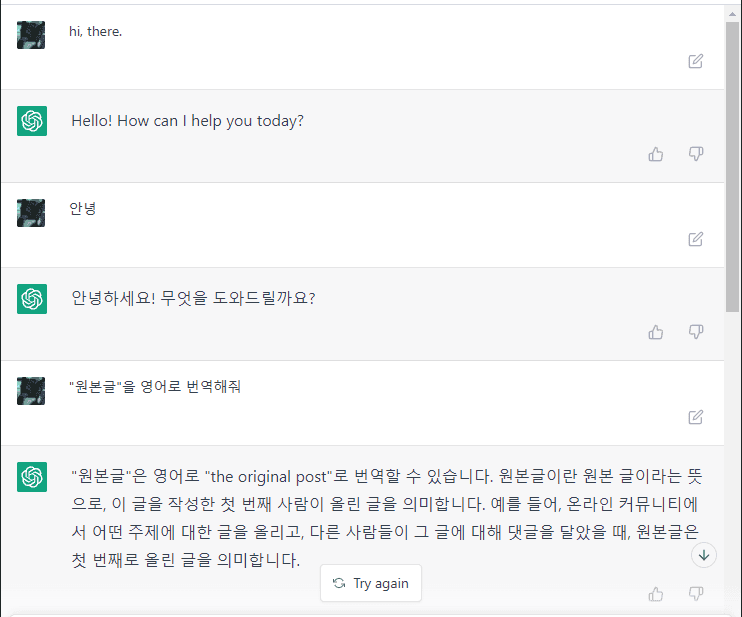 hi, there.
Hello! How can I help you today?
안녕
안녕하세요! 무엇을 도와드릴까요?
"원본글"을 영어로 번역해줘
"원본글"은 영어로 "the original post"로 번역할 수 있습니다. 원본글이란 원본 글이라는 뜻
으로, 이 글을 작성한 첫 번째 사람이 올린 글을 의미합니다. 예를 들어, 온라인 커뮤니티에
서 어떤 주제에 대한 글을 올리고, 다른 사람들이 그 글에 대해 댓글을 달았을 때, 원본글은
첫 번째로 올린 글을 의미합니다.
Try again